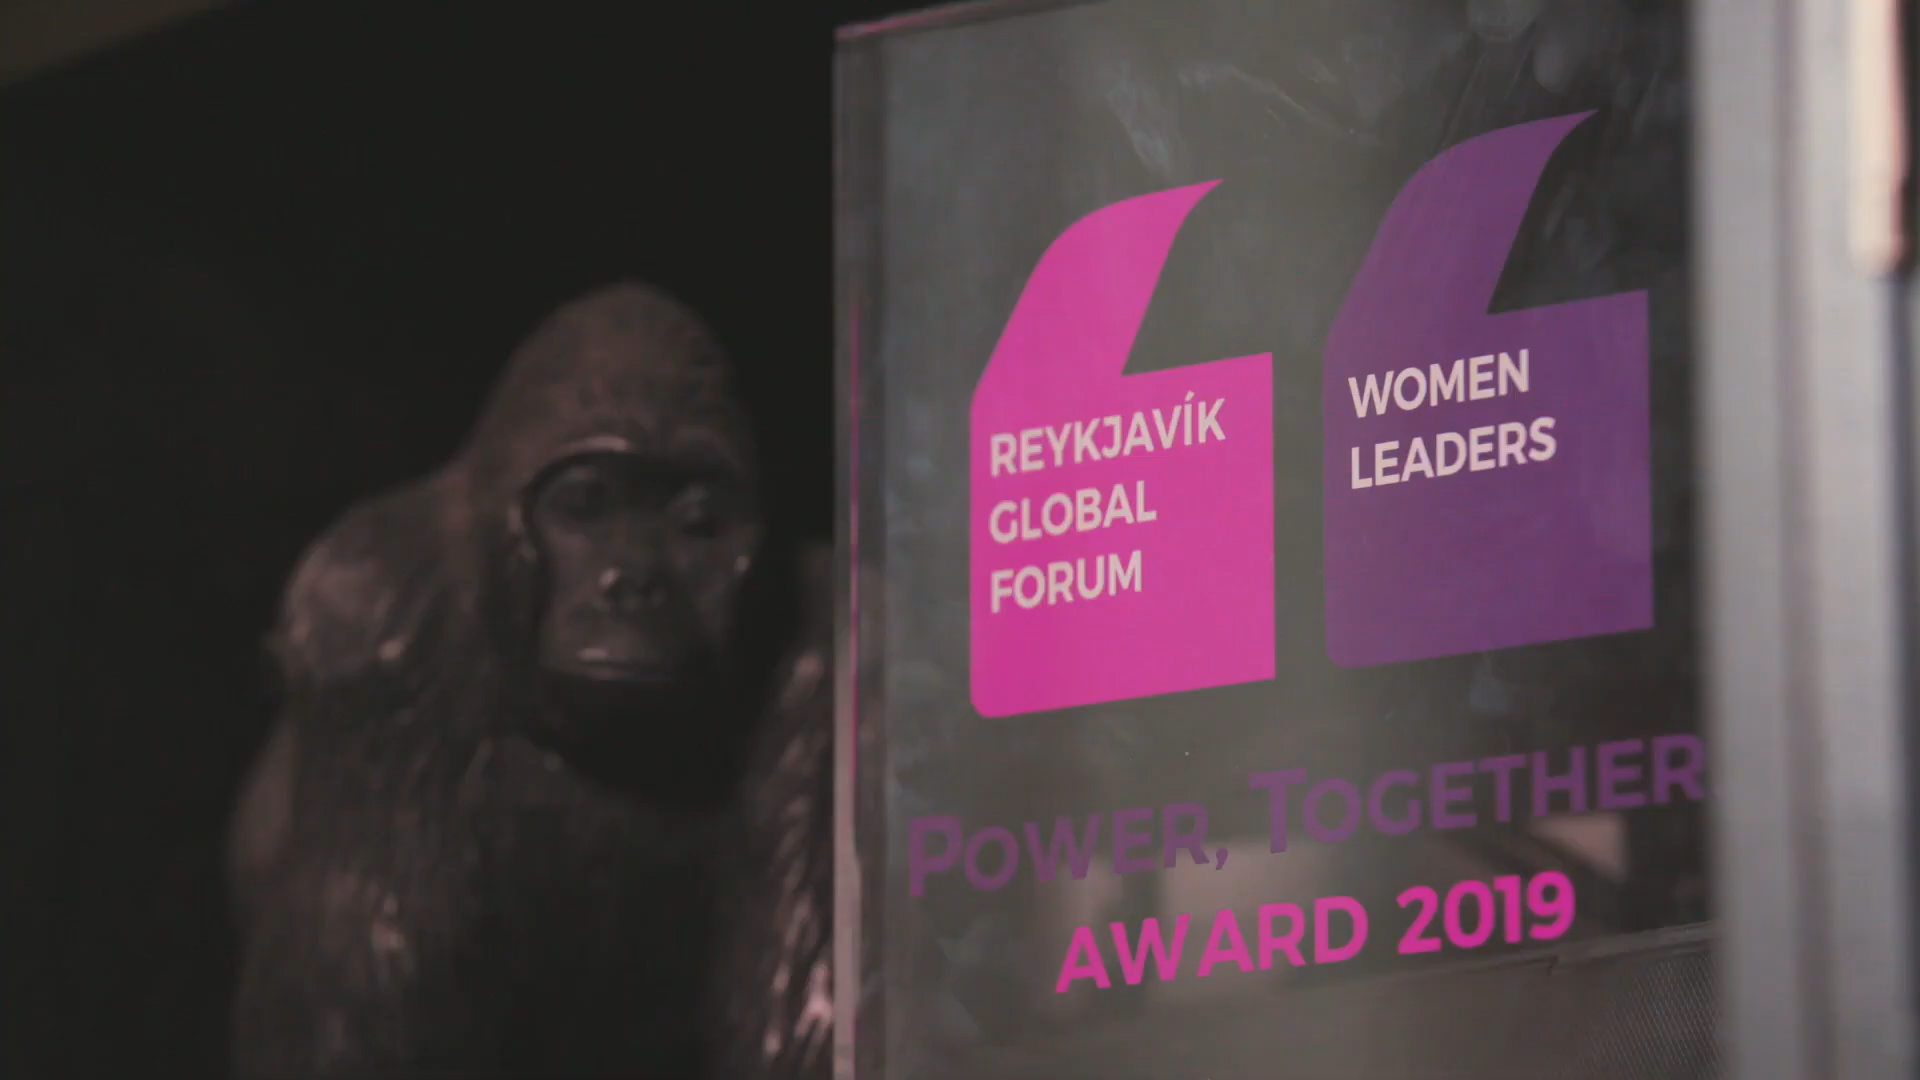 REYKJAVÍK
GLOBAL
FORUM
WOMEN
LEADERS
POWER, TOGETHER
AWARD 2019